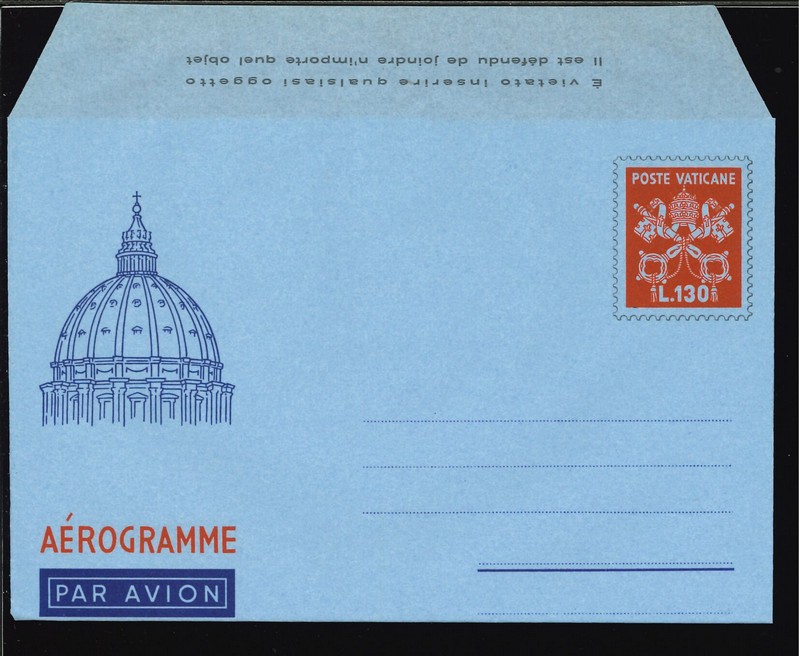 È vietato inserire qualsiasi oggetto
Il est défendu de joindre n'importe quel objet
POSTE VATICANE
L.130
AÉROGRAMME
PAR AVION